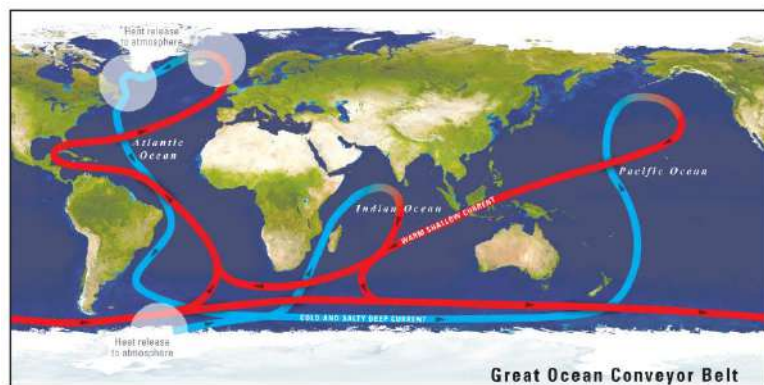 Heat release
to atmosphere
Atlantic
Ocean
Indian Ocean
Pacific Ocean
WARM SHALLOW CURRENT
COLD AND SALTY DEEP CURRENT
Heat release
to atmosphere
Great Ocean Conveyor Belt